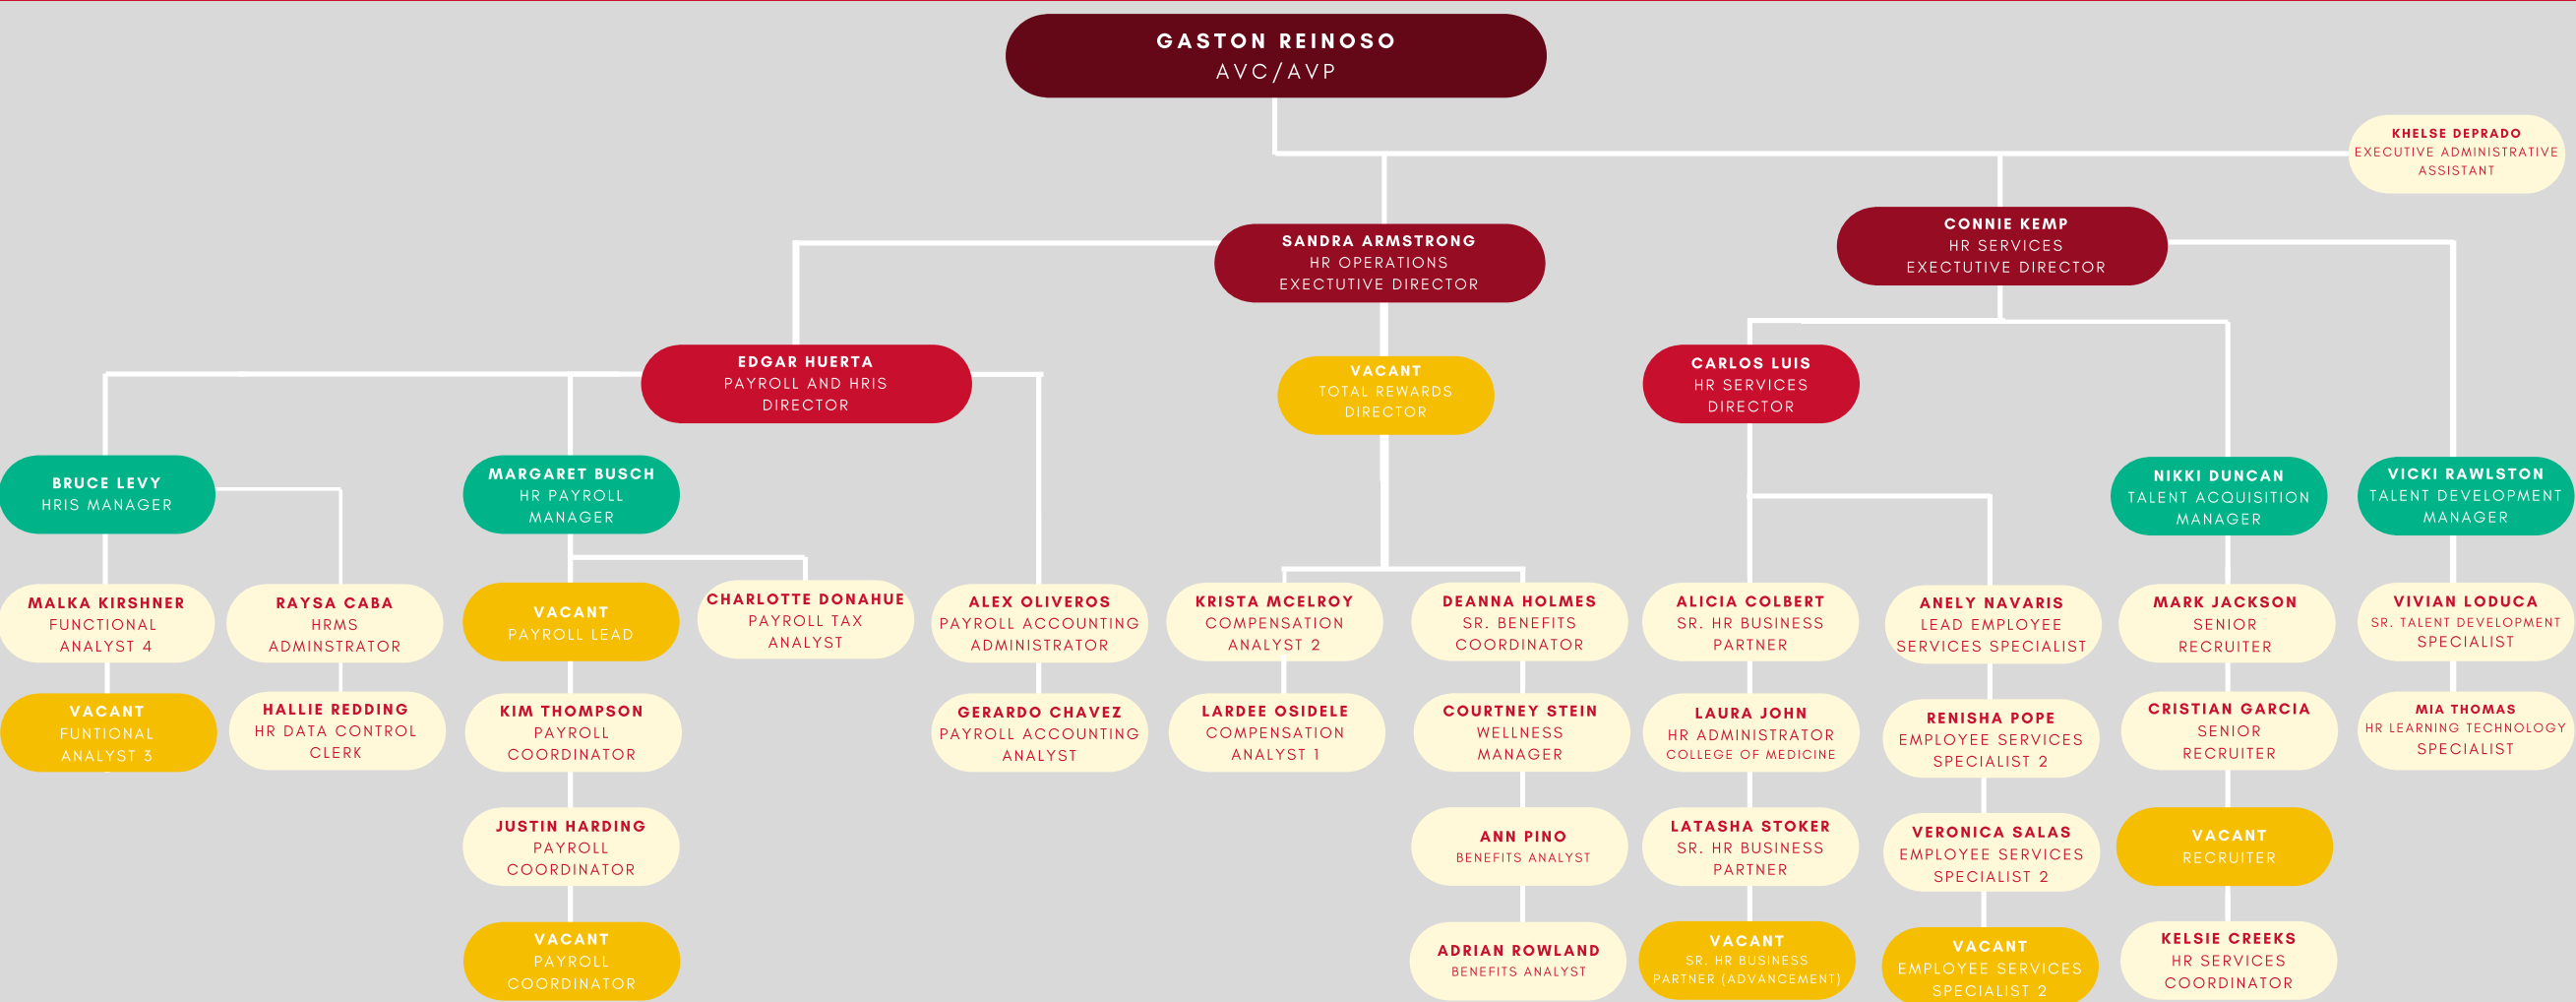 GASTON REINOSO
AVC/AVP
KHELSE DEPRADO
EXECUTIVE ADMINISTRATIVE
ASSISTANT
SANDRA ARMSTRONG
HR OPERATIONS
EXECTUTIVE DIRECTOR
CONNIE KEMP
HR SERVICES
EXECTUTIVE DIRECTOR
EDGAR HUERTA
PAYROLL AND HRIS
DIRECTOR
VACANT
TOTAL REWARDS
DIRECTOR
CARLOS LUIS
HR SERVICES
DIRECTOR
BRUCE LEVY
HRIS MANAGER
MARGARET BUSCH
HR PAYROLL
MANAGER
NIKKI DUNCAN
TALENT ACQUISITION
MANAGER
VICKI RAWLSTON
TALENT DEVELOPMENT
MANAGER
MALKA KIRSHNER
FUNCTIONAL
ANALYST 4
RAYSA CABA
HRMS
ADMINSTRATOR
VACANT
PAYROLL LEAD
CHARLOTTE DONAHUE
PAYROLL TAX
ANALYST
ALEX OLIVEROS
PAYROLL ACCOUNTING
ADMINISTRATOR
KRISTA MCELROY
COMPENSATION
ANALYST 2
DEANNA HOLMES
SR. BENEFITS
COORDINATOR
ALICIA COLBERT
SR. HR BUSINESS
PARTNER
ANELY NAVARIS
LEAD EMPLOYEE
SERVICES SPECIALIST
MARK JACKSON
SENIOR
RECRUITER
VIVIAN LODUCA
SR. TALENT DEVELOPMENT
SPECIALIST
VACANT
FUNTIONAL
ANALYST 3
HALLIE REDDING
HR DATA CONTROL
CLERK
KIM THOMPSON
PAYROLL
COORDINATOR
GERARDO CHAVEZ
PAYROLL ACCOUNTING
ANALYST
LARDEE OSIDELE
COMPENSATION
ANALYST 1
COURTNEY STEIN
WELLNESS
MANAGER
LAURA JOHN
HR ADMINISTRATOR
COLLEGE OF MEDICINE
RENISHA POPE
EMPLOYEE SERVICES
SPECIALIST 2
CRISTIAN GARCIA
SENIOR
RECRUITER
MIA THOMAS
HR LEARNING TECHNOLOGY
SPECIALIST
JUSTIN HARDING
PAYROLL
COORDINATOR
ANN PINO
BENEFITS ANALYST
LATASHA STOKER
SR. HR BUSINESS
PARTNER
VERONICA SALAS
EMPLOYEE SERVICES
SPECIALIST 2
VACANT
RECRUITER
VACANT
PAYROLL
COORDINATOR
ADRIAN ROWLAND
BENEFITS ANALYST
VACANT
SR. HR BUSINESS
PARTNER (ADVANCEMENT)
VACANT
EMPLOYEE SERVICES
SPECIALIST 2
KELSIE CREEKS
HR SERVICES
COORDINATOR